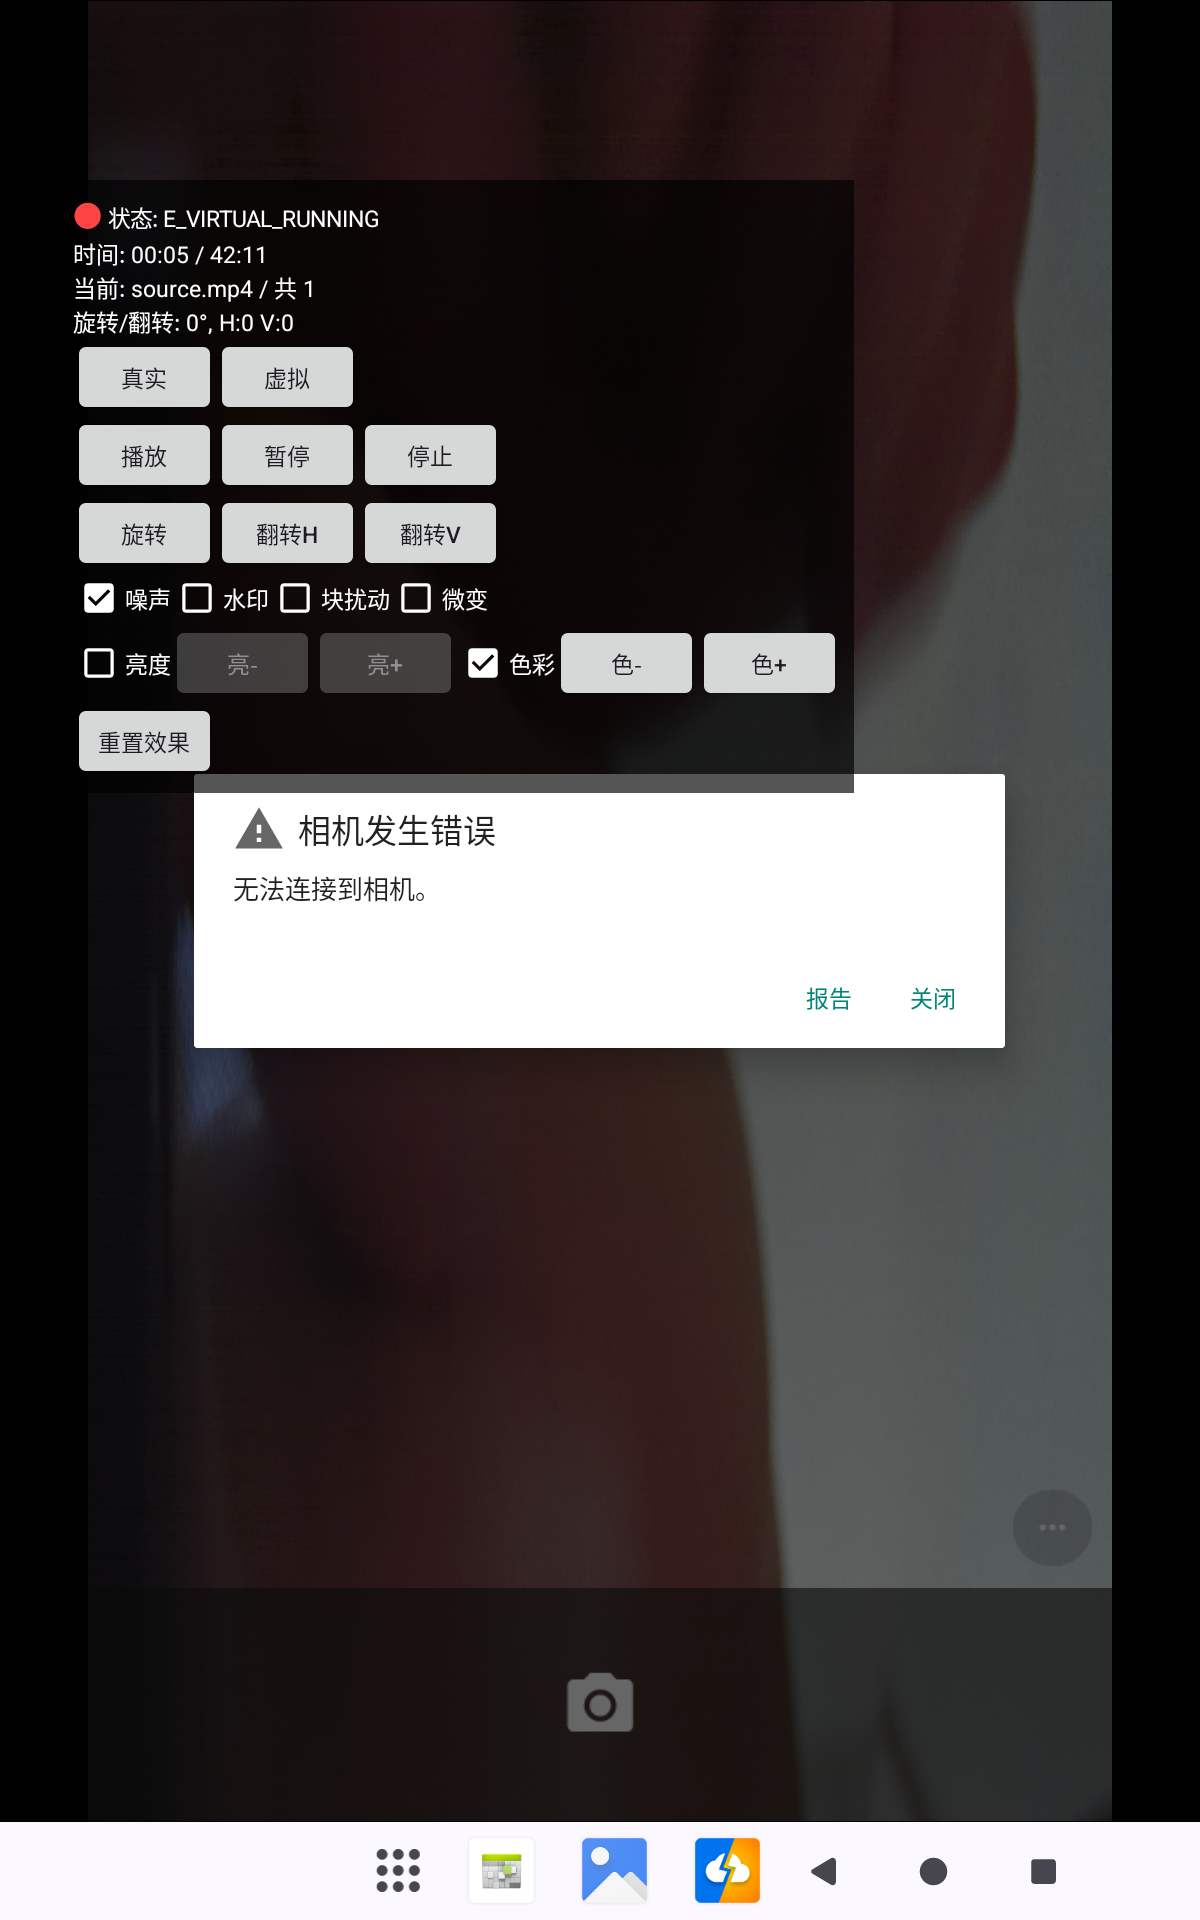 状态: E_VIRTUAL_RUNNING
时间: 00:05 / 42:11
当前: source.mp4 / 共 1
旋转/翻转: 0°, H:0 V:0
真实 虚拟
播放 暂停 停止
旋转 翻转H 翻转V
噪声 水印 块扰动 微变
亮度 亮- 亮+ 色彩 色- 色+
重置效果
相机发生错误
无法连接到相机。
报告 关闭